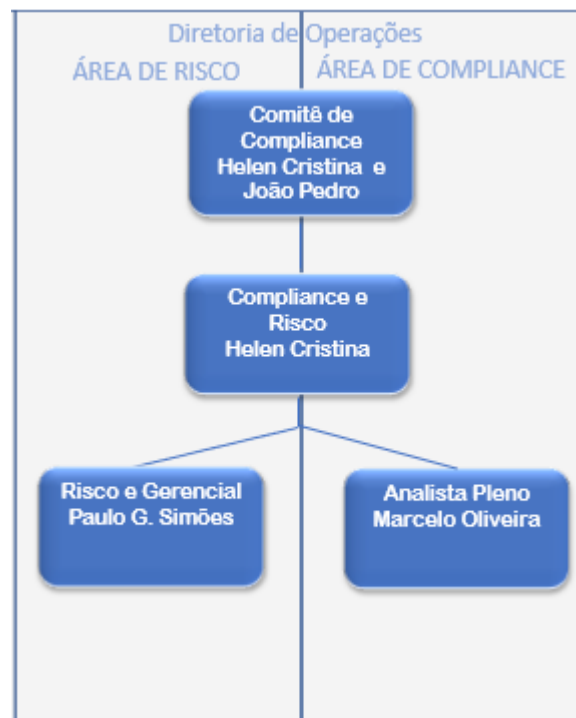 Diretoria de Operações
ÁREA DE RISCO
ÁREA DE COMPLIANCE
Comitê de
Compliance
Helen Cristina e
João Pedro
Compliance e
Risco
Helen Cristina
Risco e Gerencial
Paulo G. Simões
Analista Pleno
Marcelo Oliveira